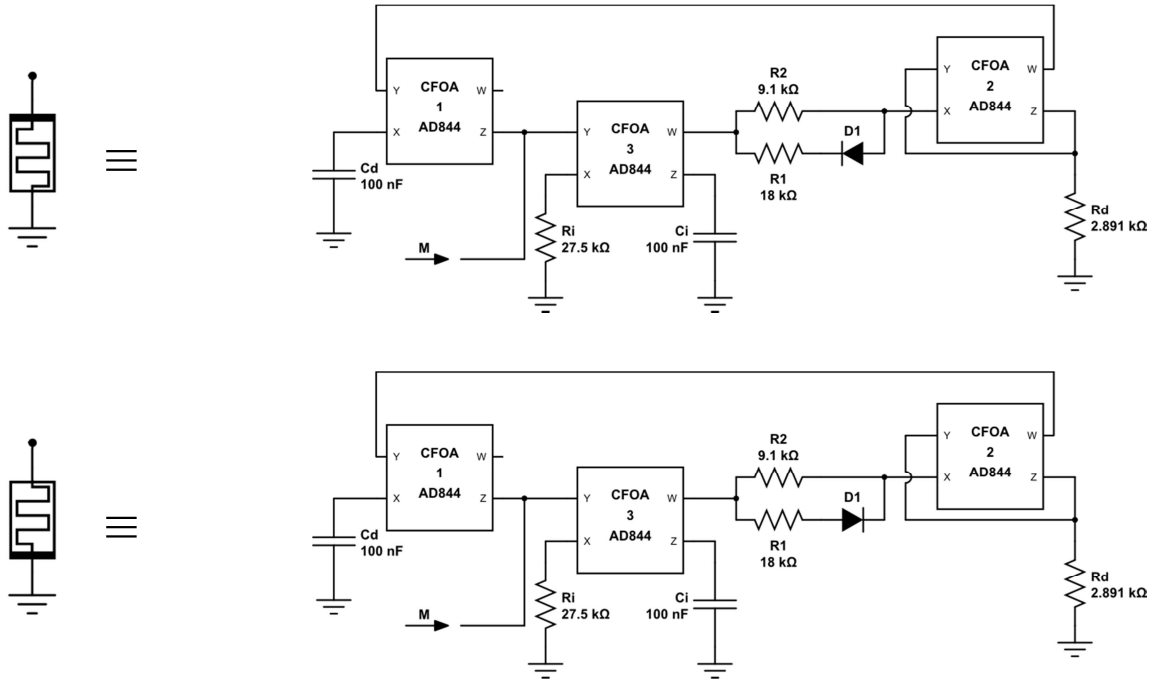 CFOA
1
AD844
Y
W
X
Z
Cd
100 nF
M
CFOA
3
AD844
Y
W
X
Z
Ri
27.5 kΩ
Ci
100 nF
R2
9.1 kΩ
D1
R1
18 kΩ
CFOA
2
AD844
Y
W
X
Z
Rd
2.891 kΩ
CFOA
1
AD844
Y
W
X
Z
Cd
100 nF
M
CFOA
3
AD844
Y
W
X
Z
Ri
27.5 kΩ
Ci
100 nF
R2
9.1 kΩ
D1
R1
18 kΩ
CFOA
2
AD844
Y
W
X
Z
Rd
2.891 kΩ